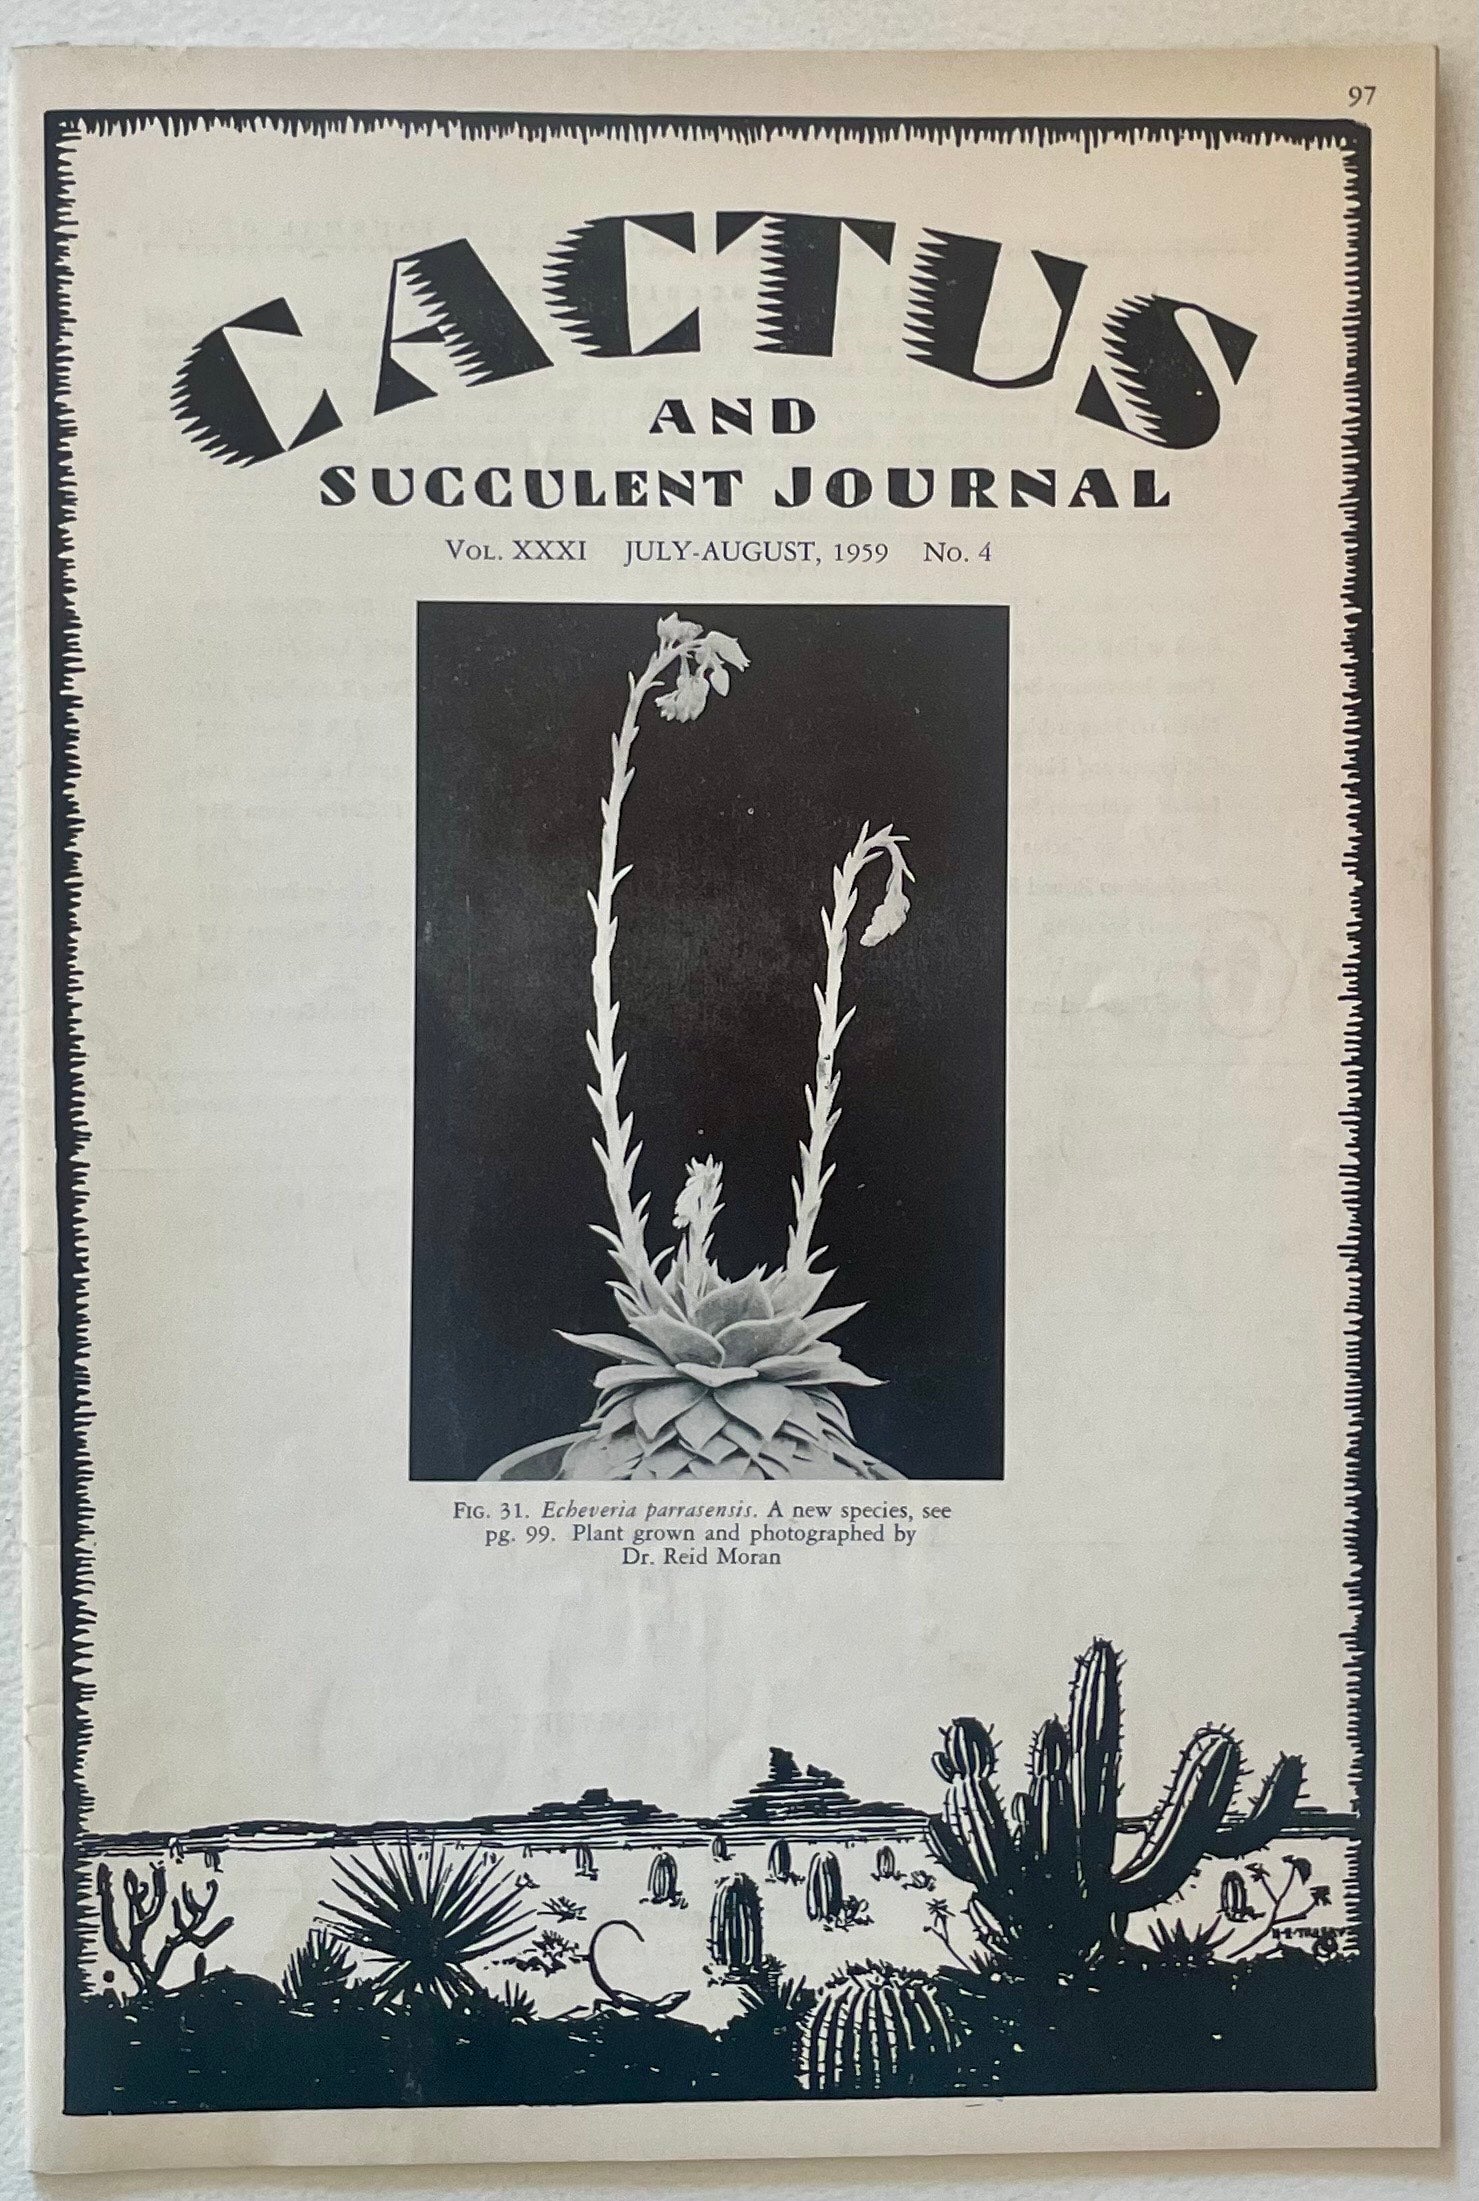 97
CACTUS
AND
SUCCULENT JOURNAL
VOL. XXXI JULY-AUGUST, 1959 No. 4
FIG. 31. Echeveria parrasensis. A new species, see
pg. 99. Plant grown and photographed by
Dr. Reid Moran